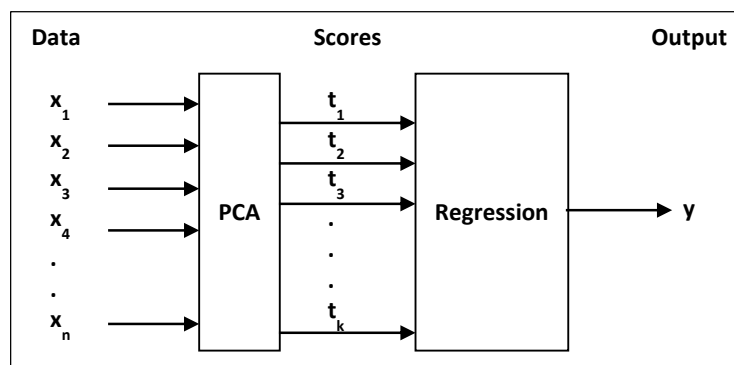 Data Scores Output
x1 t1
x2 t2
x3 t3
x4 PCA . Regression y
. .
. .
xn tk